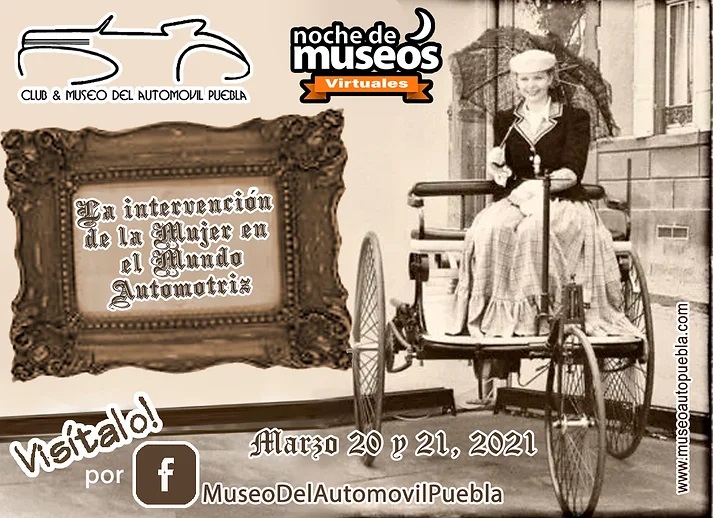 CLUB & MUSEO DEL AUTOMOVIL PUEBLA
noche de
museos
Virtuales
La intervención
de la Mujer en
el Mundo
Automotriz
Visítalo!
por f
MuseoDelAutomovilPuebla
Marzo 20 y 21, 2021
www.museoautopuebla.com